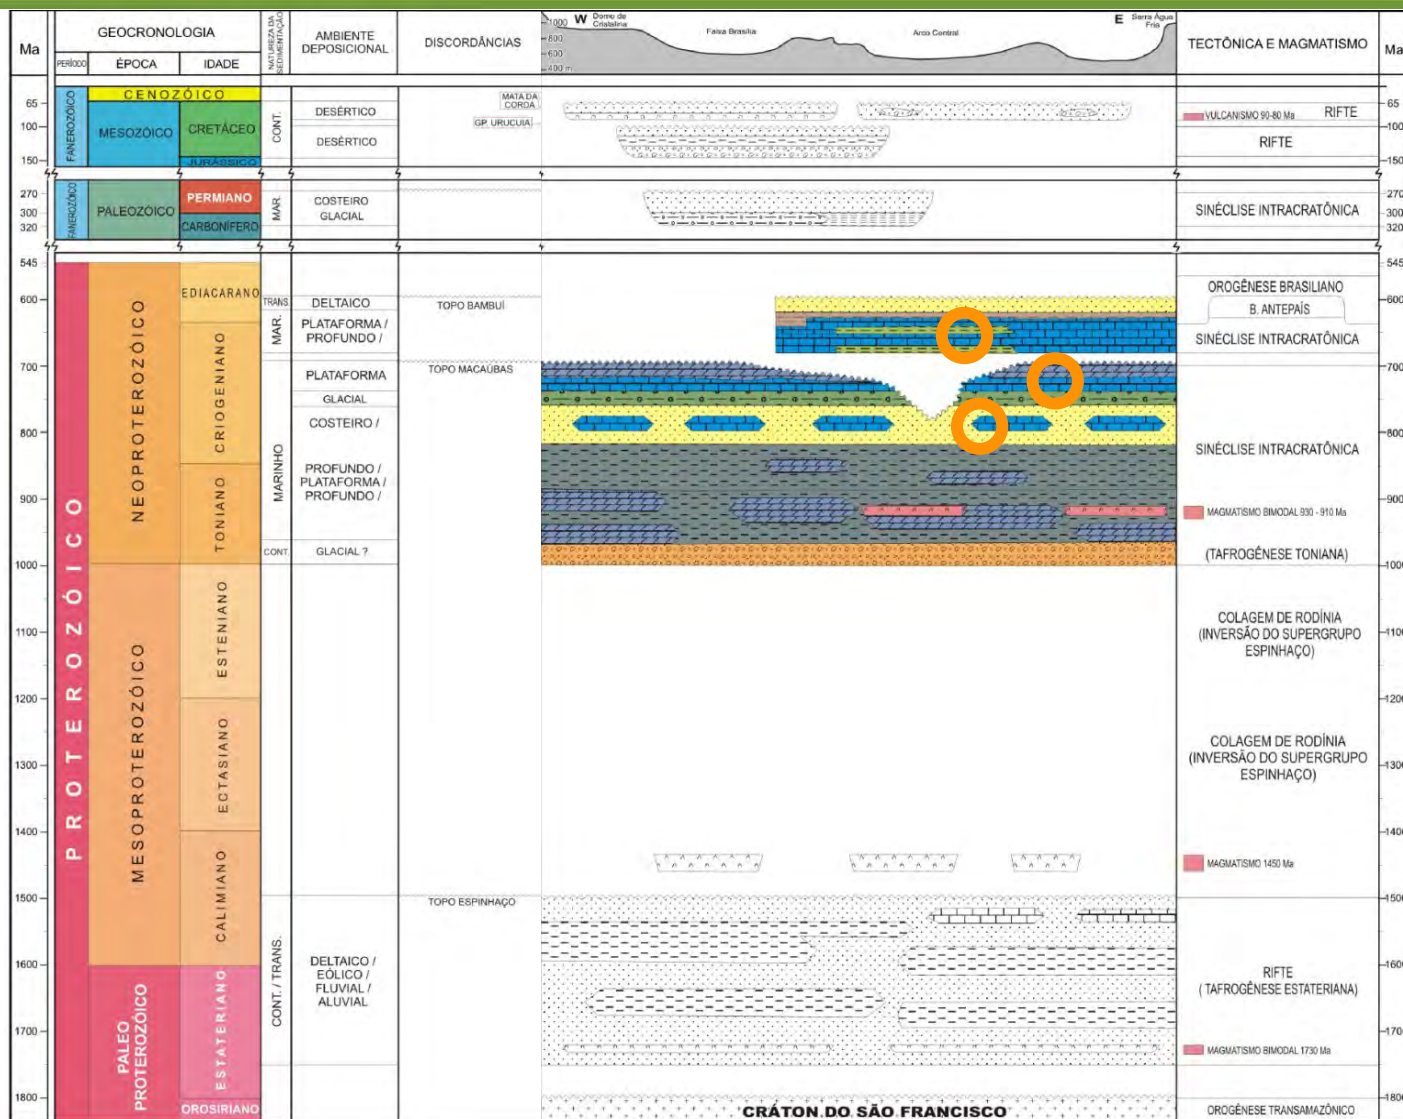 Ma
GEOCRONOLOGIA
PERÍODO
ÉPOCA
IDADE
NATUREZA DA
SEDIMENTAÇÃO
AMBIENTE
DEPOSICIONAL
DISCORDÂNCIAS
1000
800
600
400 m
W
Domo de
Cristalina
Faixa Brasília
Arco Central
E
Serra Água
Fria
TECTÔNICA E MAGMATISMO
Ma
65
100
150
FANEROZÓICO
CENOZÓICO
MESOZÓICO
CRETÁCEO
JURÁSSICO
CONT.
DESÉRTICO
DESÉRTICO
MATA DA
CORDA
GP. URUCUIA
VULCANISMO 90-80 Ma
RIFTE
RIFTE
65
100
150
270
300
320
FANEROZÓICO
PALEOZÓICO
PERMIANO
CARBONÍFERO
MAR.
COSTEIRO
GLACIAL
SINÉCLISE INTRACRATÔNICA
270
300
320
545
600
700
800
900
1000
1100
1200
1300
1400
1500
1600
1700
1800
PROTEROZÓICO
NEOPROTEROZÓICO
MESOPROTEROZÓICO
PALEO
PROTEROZÓICO
EDIACARANO
CRIOGENIANO
TONIANO
ESTENIANO
ECTASIANO
CALIMIANO
ESTATERIANO
OROSIRIANO
TRANS.
MAR.
MARINHO
CONT.
CONT. / TRANS.
DELTAICO
PLATAFORMA /
PROFUNDO /
PLATAFORMA
GLACIAL
COSTEIRO /
PROFUNDO /
PLATAFORMA /
PROFUNDO /
GLACIAL ?
DELTAICO /
EÓLICO /
FLUVIAL /
ALUVIAL
TOPO BAMBUÍ
TOPO MACAÚBAS
TOPO ESPINHAÇO
CRÁTON DO SÃO FRANCISCO
OROGÊNESE BRASILIANO
B. ANTEPAÍS
SINÉCLISE INTRACRATÔNICA
SINÉCLISE INTRACRATÔNICA
MAGMATISMO BIMODAL 930 - 910 Ma
(TAFROGÊNESE TONIANA)
COLAGEM DE RODÍNIA
(INVERSÃO DO SUPERGRUPO
ESPINHAÇO)
COLAGEM DE RODÍNIA
(INVERSÃO DO SUPERGRUPO
ESPINHAÇO)
MAGMATISMO 1450 Ma
RIFTE
( TAFROGÊNESE ESTATERIANA)
MAGMATISMO BIMODAL 1730 Ma
OROGÊNESE TRANSAMAZÔNICO
545
600
700
800
900
1000
1100
1200
1300
1400
1500
1600
1700
1800